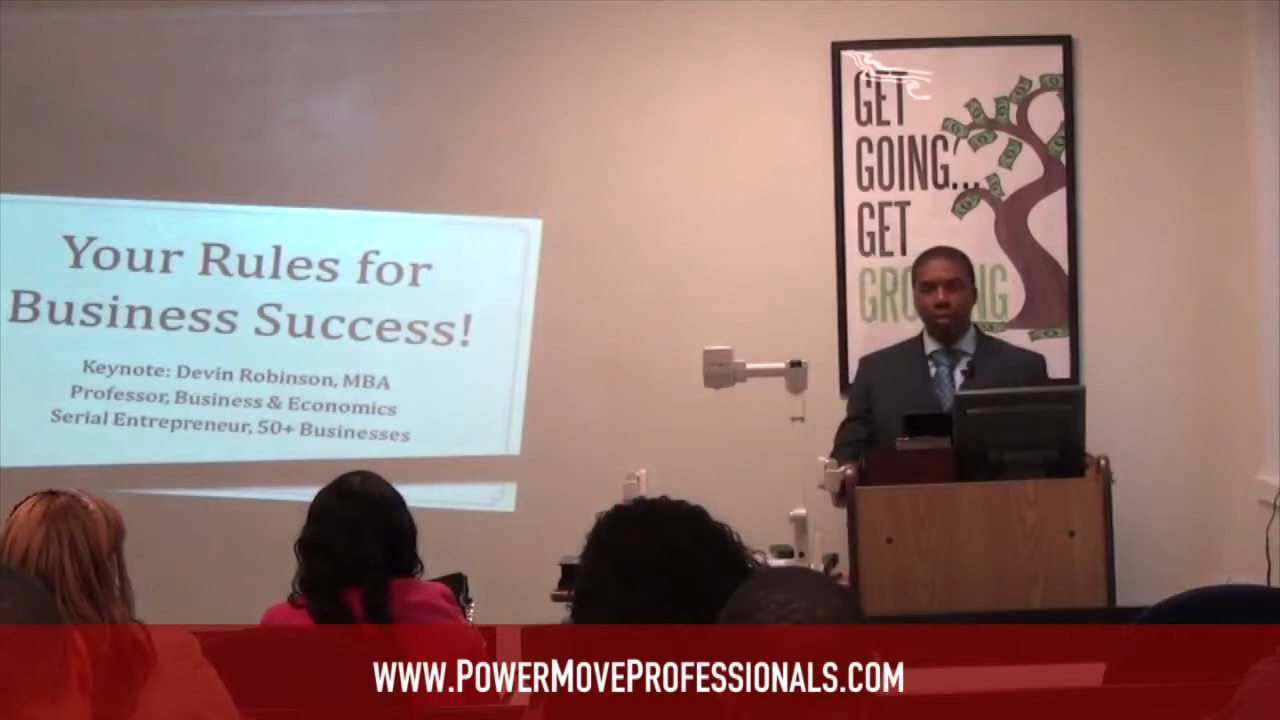 Your Rules for
Business Success!
Keynote: Devin Robinson, MBA
Professor, Business & Economics
Serial Entrepreneur, 50+ Businesses
GET
GOING...
GET
WWW.POWERMOVEPROFESSIONALS.COM